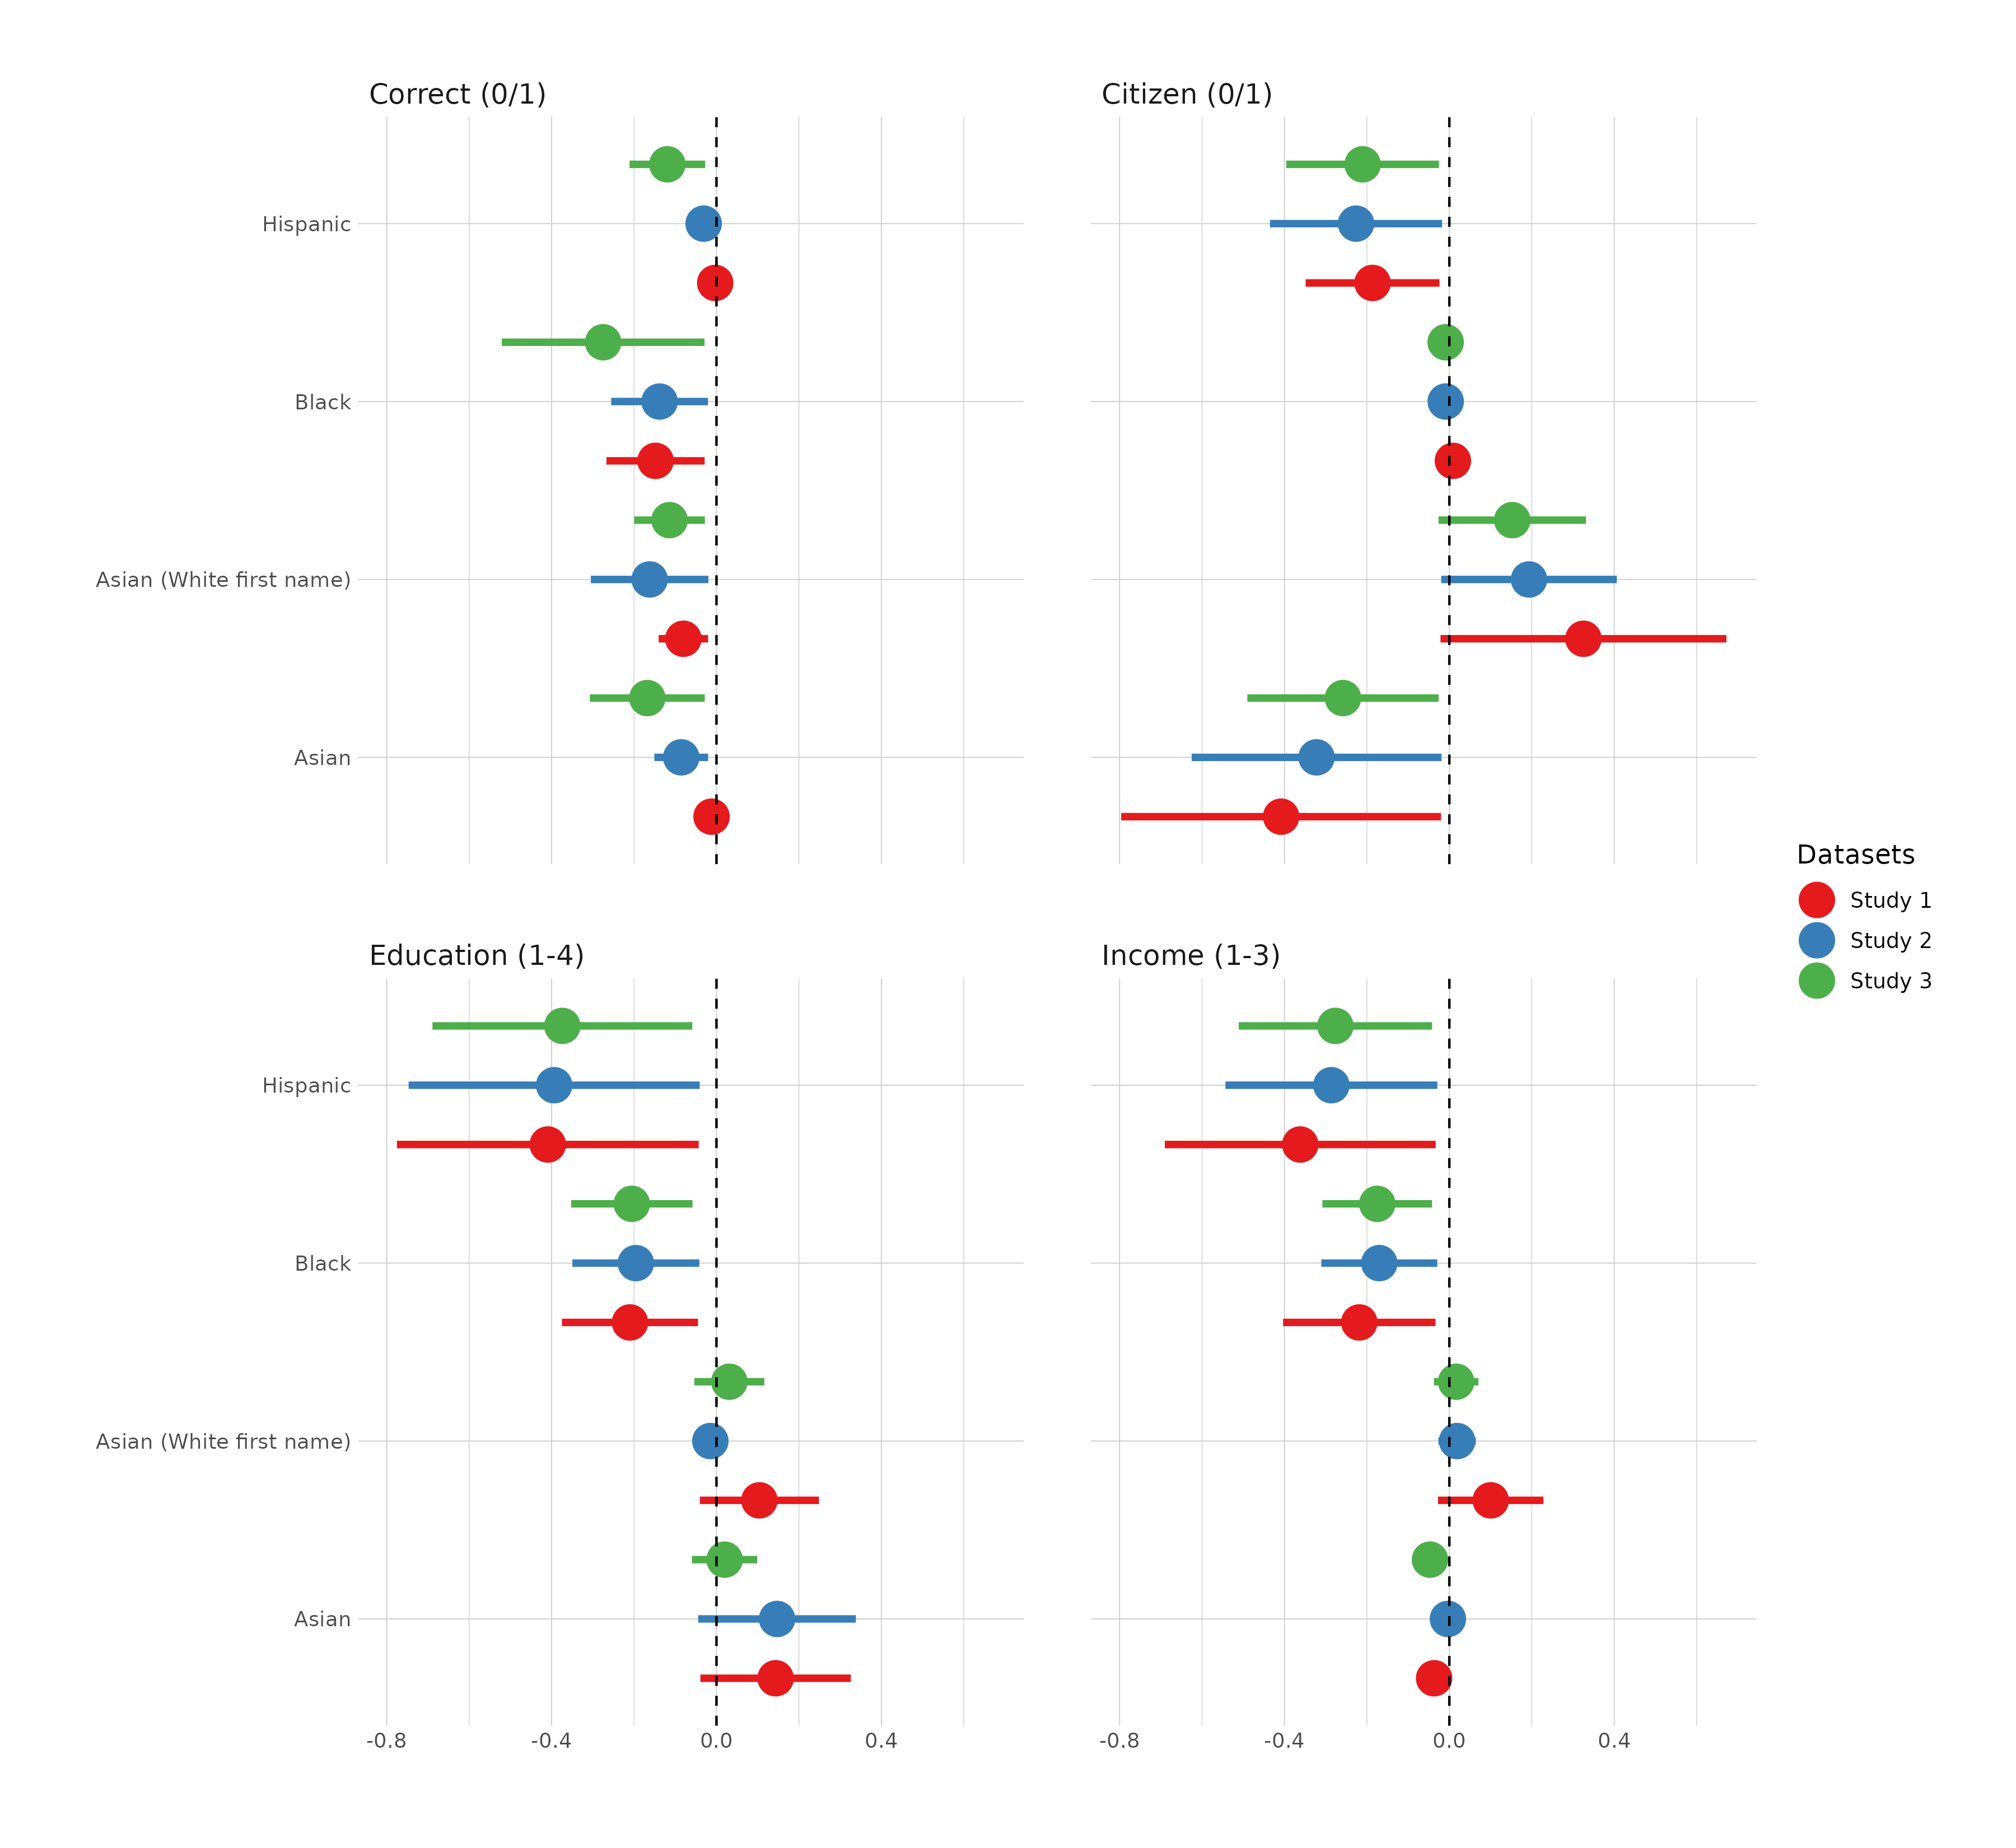 Correct (0/1)
Citizen (0/1)
Hispanic
Black
Asian (White first name)
Asian
Datasets
Study 1
Study 2
Study 3
Education (1-4)
Income (1-3)
Hispanic
Black
Asian (White first name)
Asian
-0.8 -0.4 0.0 0.4
-0.8 -0.4 0.0 0.4